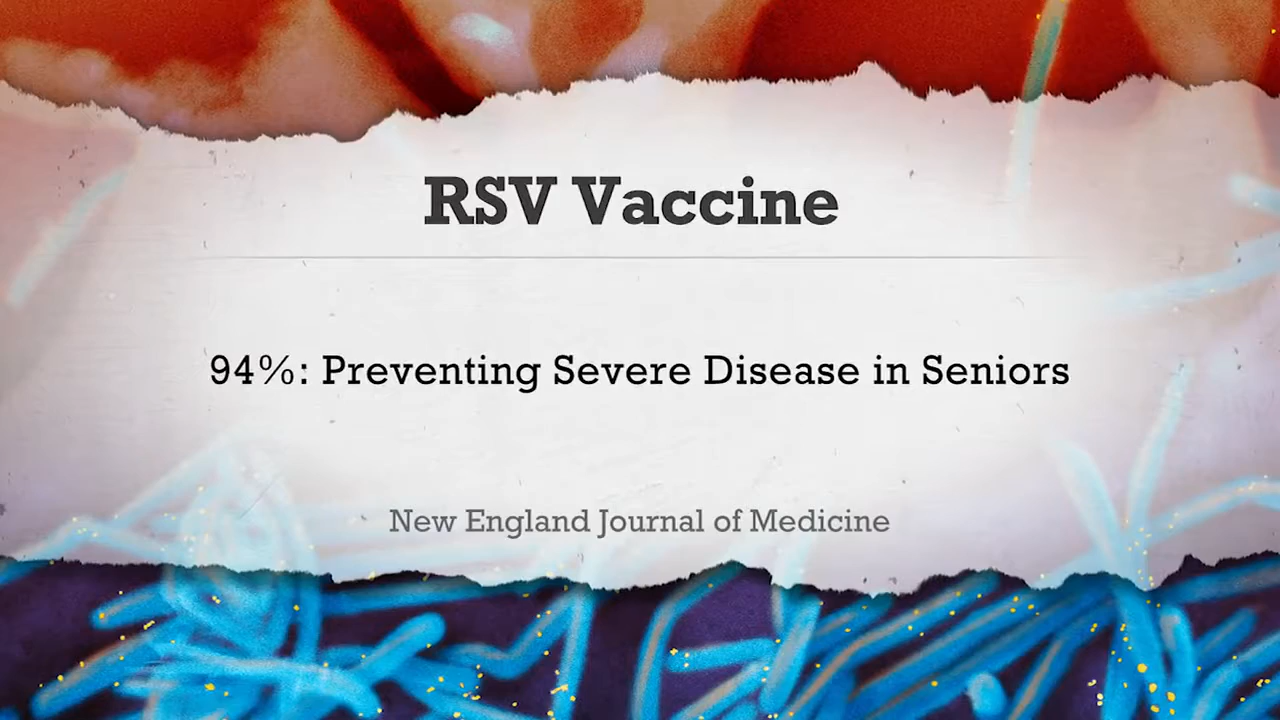 RSV Vaccine
94%: Preventing Severe Disease in Seniors
New England Journal of Medicine